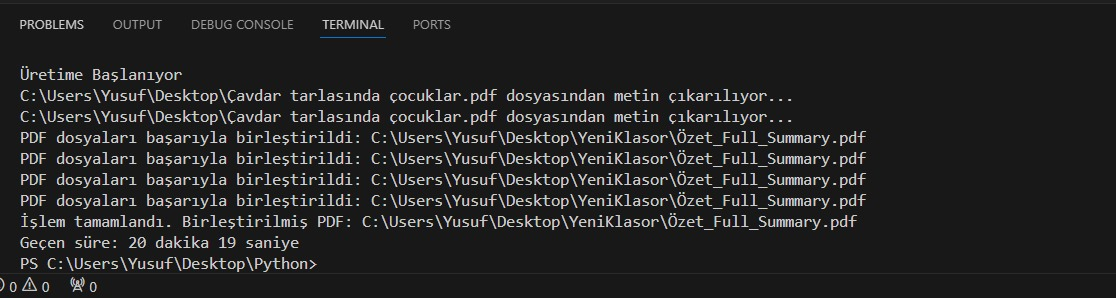 PROBLEMS OUTPUT DEBUG CONSOLE TERMINAL PORTS
Üretime Başlanıyor
C:\Users\Yusuf\Desktop\Çavdar tarlasında çocuklar.pdf dosyasından metin çıkarılıyor...
C:\Users\Yusuf\Desktop\Çavdar tarlasında çocuklar.pdf dosyasından metin çıkarılıyor...
PDF dosyaları başarıyla birleştirildi: C:\Users\Yusuf\Desktop\YeniKlasor\Özet_Full_Summary.pdf
PDF dosyaları başarıyla birleştirildi: C:\Users\Yusuf\Desktop\YeniKlasor\Özet_Full_Summary.pdf
PDF dosyaları başarıyla birleştirildi: C:\Users\Yusuf\Desktop\YeniKlasor\Özet_Full_Summary.pdf
PDF dosyaları başarıyla birleştirildi: C:\Users\Yusuf\Desktop\YeniKlasor\Özet_Full_Summary.pdf
İşlem tamamlandı. Birleştirilmiş PDF: C:\Users\Yusuf\Desktop\YeniKlasor\Özet_Full_Summary.pdf
Geçen süre: 20 dakika 19 saniye
PS C:\Users\Yusuf\Desktop\Python>
0 0 0